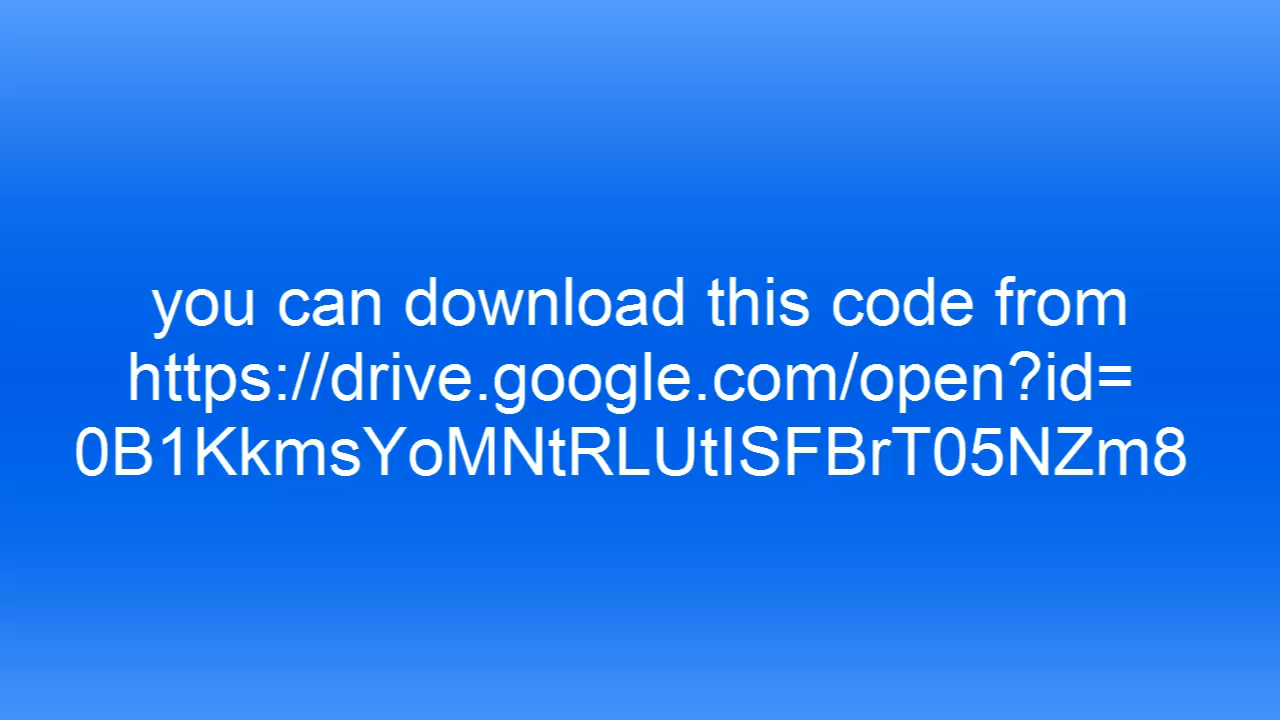 you can download this code from
https://drive.google.com/open?id=
0B1KkmsYoMNtRLUtISFBrT05NZm8